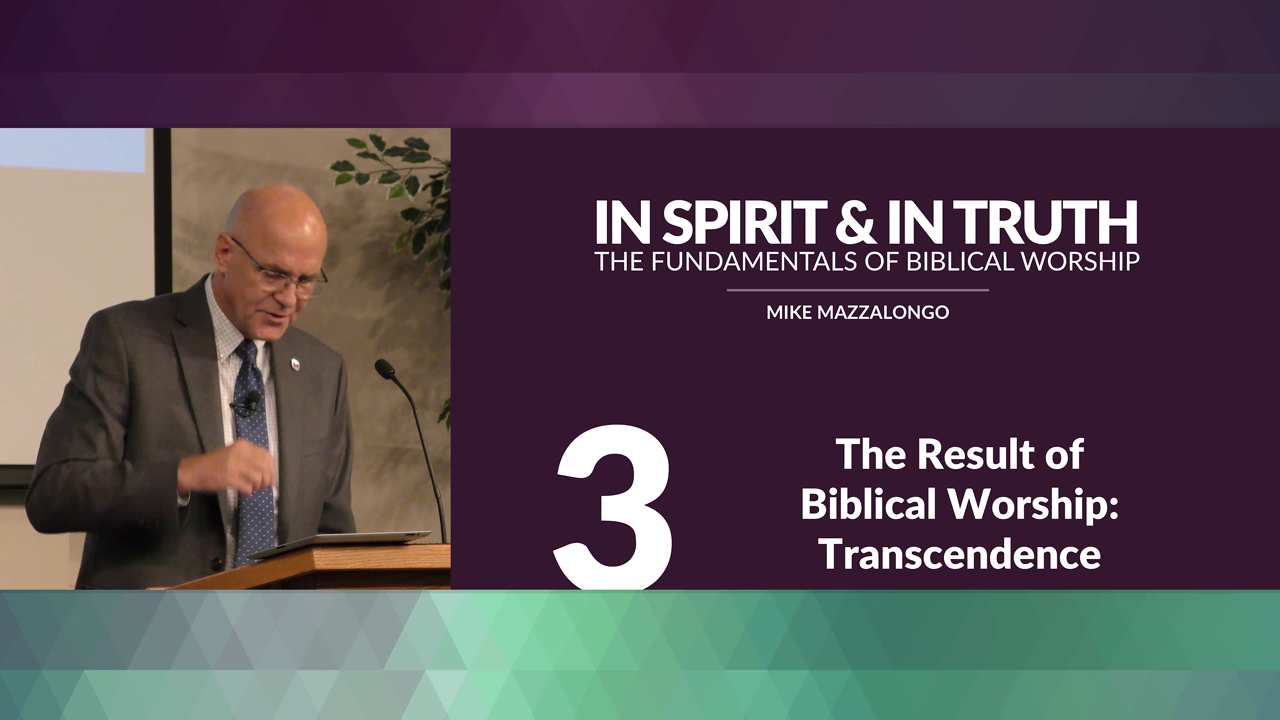 IN SPIRIT & IN TRUTH
THE FUNDAMENTALS OF BIBLICAL WORSHIP
MIKE MAZZALONGO
3
The Result of
Biblical Worship:
Transcendence